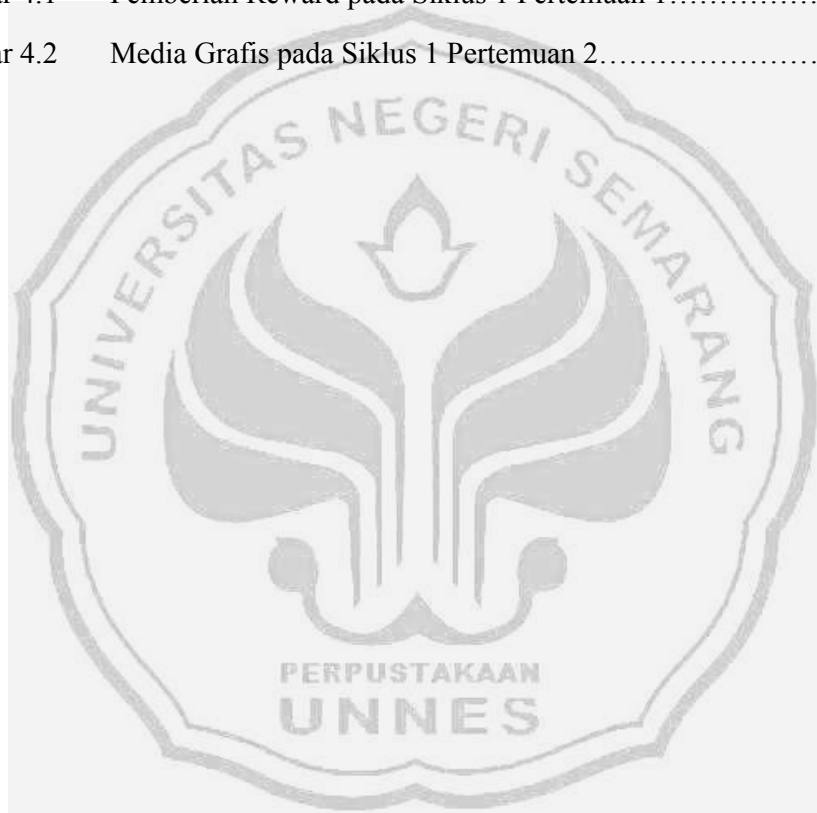 ar 4.1 Pemberian Reward pada Siklus 1 Pertemuan 1……………
ar 4.2 Media Grafis pada Siklus 1 Pertemuan 2…………………
UNIVERSITAS NEGERI SEMARANG
PERPUSTAKAAN
UNNES